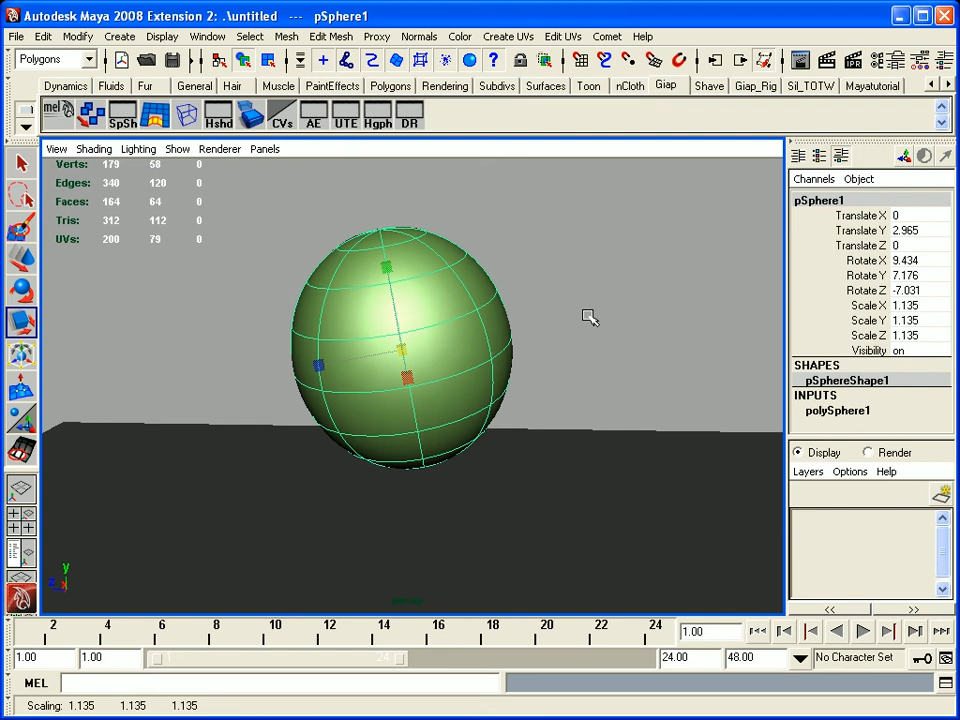 Autodesk Maya 2008 Extension 2: .\untitled --- pSphere1
File Edit Modify Create Display Window Select Mesh Edit Mesh Proxy Normals Color Create UVs Edit UVs Comet Help
Polygons
Dynamics Fluids Fur General Hair Muscle PaintEffects Polygons Rendering Subdivs Surfaces Toon nCloth Giap Shave Giap_Rig Sil_TOTW Mayatutorial
mel SpSh Hshd CVs AE UTE Hgph DR
View Shading Lighting Show Renderer Panels
Verts: 179 58 0
Edges: 340 120 0
Faces: 164 64 0
Tris: 312 112 0
UVs: 200 79 0
Channels Object
pSphere1
Translate X 0
Translate Y 2.965
Translate Z 0
Rotate X 9.434
Rotate Y 7.176
Rotate Z -7.031
Scale X 1.135
Scale Y 1.135
Scale Z 1.135
Visibility on
SHAPES
pSphereShape1
INPUTS
polySphere1
Display Render
Layers Options Help
<< >>
y
z x
persp
2 4 6 8 10 12 14 16 18 20 22 24
1.00
1.00 1.00 1 24 24.00 48.00 No Character Set
MEL
Scaling: 1.135 1.135 1.135